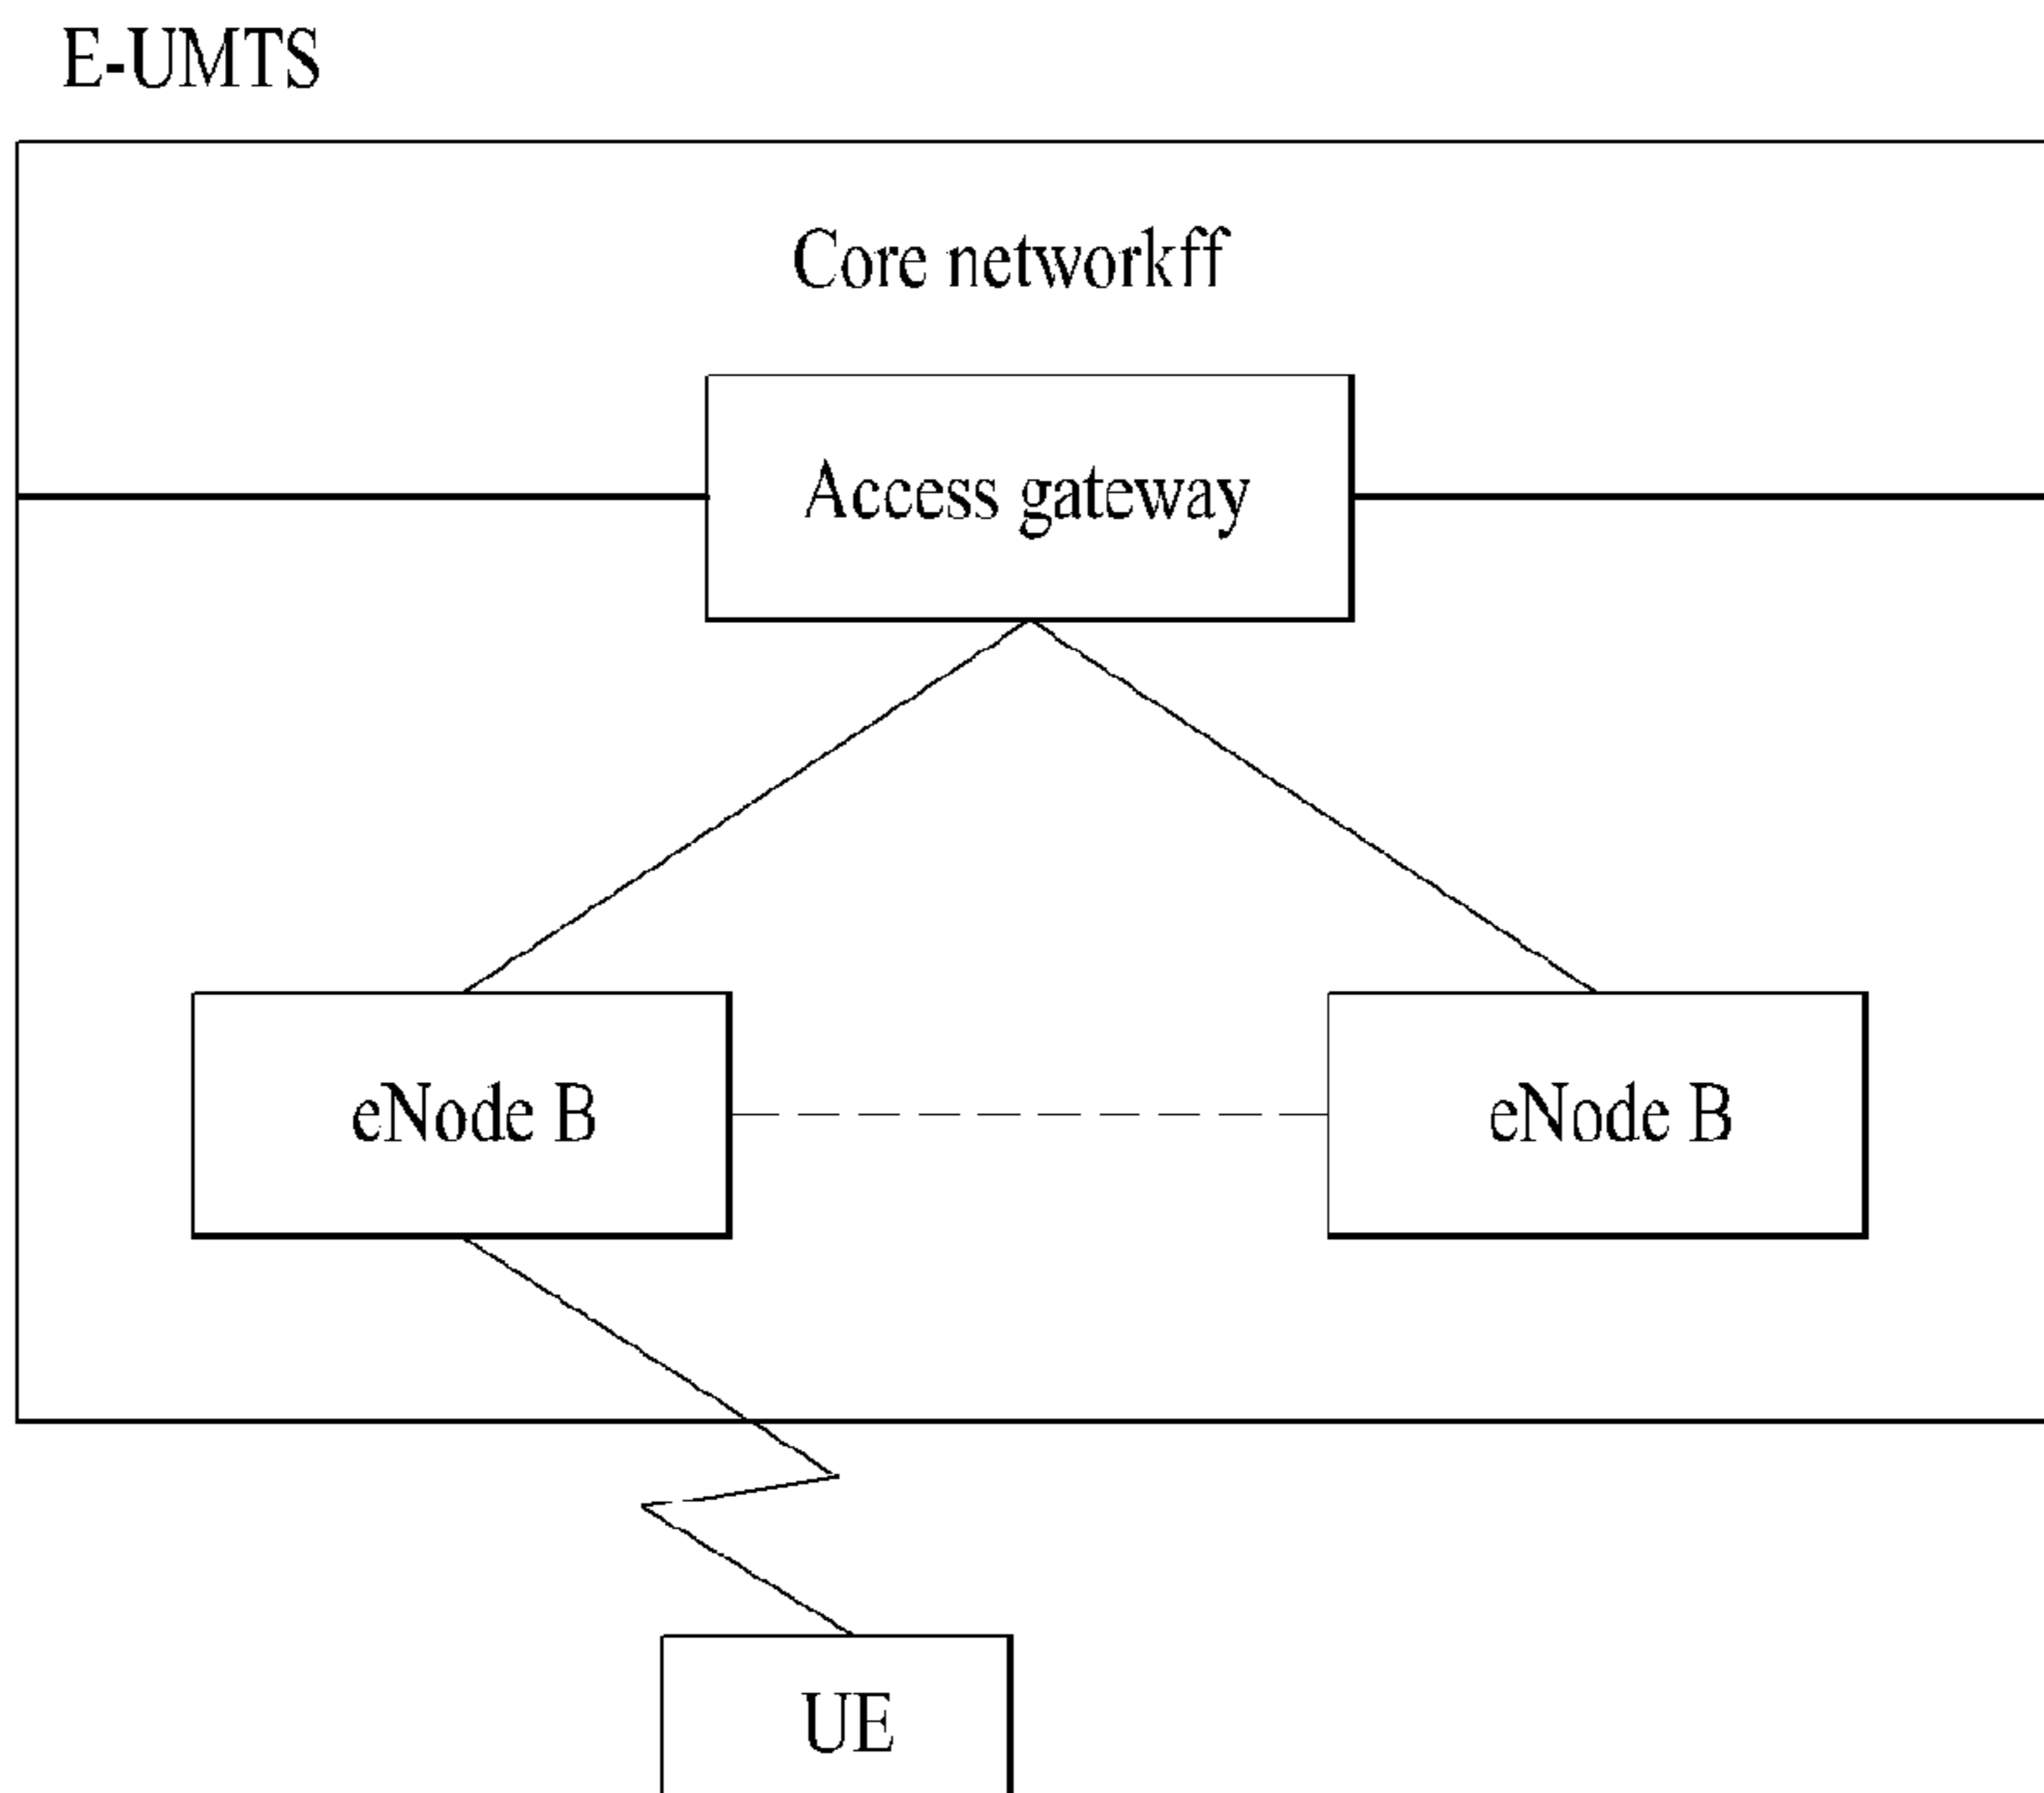 E-UMTS
Core networkff
Access gateway
eNode B
eNode B
UE